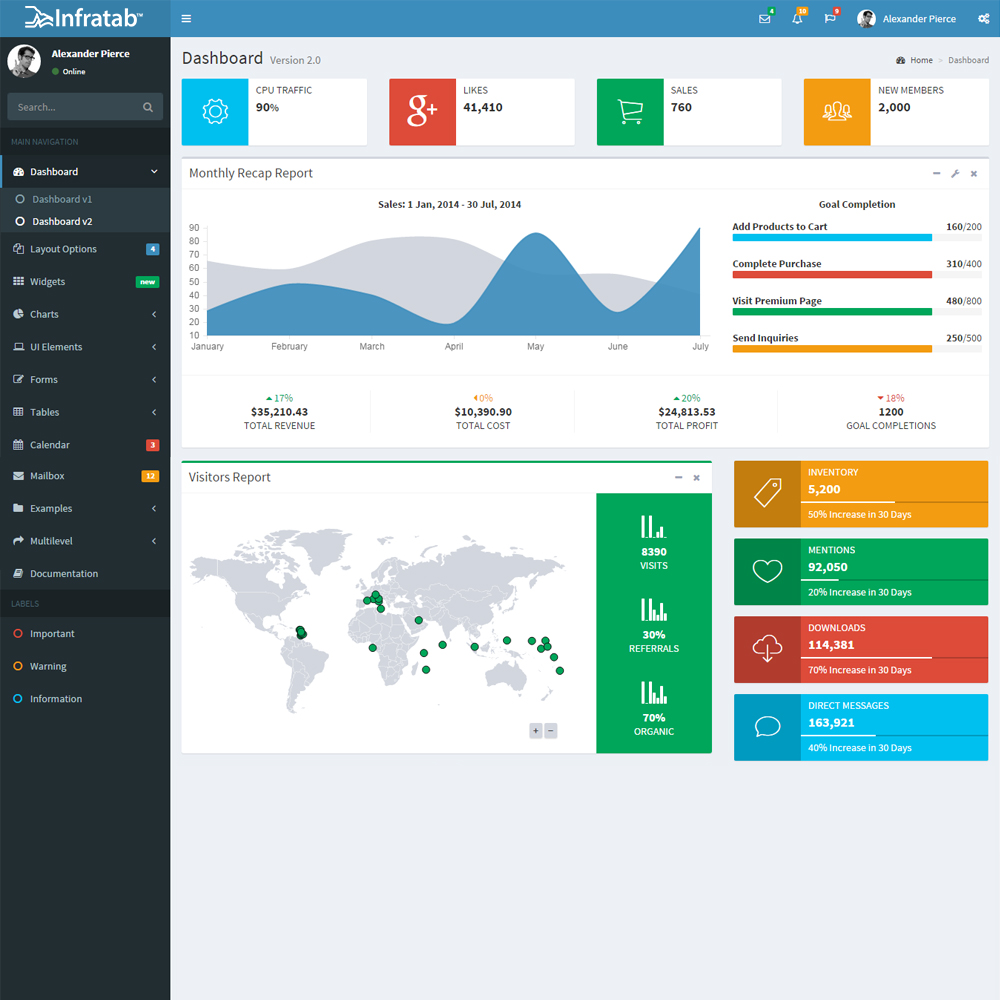 Infratab™
4
10
9
Alexander Pierce
Alexander Pierce
Online
Search...
MAIN NAVIGATION
Dashboard
Dashboard v1
Dashboard v2
Layout Options 4
Widgets new
Charts
UI Elements
Forms
Tables
Calendar 3
Mailbox 12
Examples
Multilevel
Documentation
LABELS
Important
Warning
Information
Dashboard Version 2.0
Home > Dashboard
CPU TRAFFIC
90%
g+
LIKES
41,410
SALES
760
NEW MEMBERS
2,000
Monthly Recap Report
Sales: 1 Jan, 2014 - 30 Jul, 2014
90
80
70
60
50
40
30
20
10
January February March April May June July
Goal Completion
Add Products to Cart 160/200
Complete Purchase 310/400
Visit Premium Page 480/800
Send Inquiries 250/500
17%
$35,210.43
TOTAL REVENUE
0%
$10,390.90
TOTAL COST
20%
$24,813.53
TOTAL PROFIT
18%
1200
GOAL COMPLETIONS
Visitors Report
+ −
8390
VISITS
30%
REFERRALS
70%
ORGANIC
INVENTORY
5,200
50% Increase in 30 Days
MENTIONS
92,050
20% Increase in 30 Days
DOWNLOADS
114,381
70% Increase in 30 Days
DIRECT MESSAGES
163,921
40% Increase in 30 Days